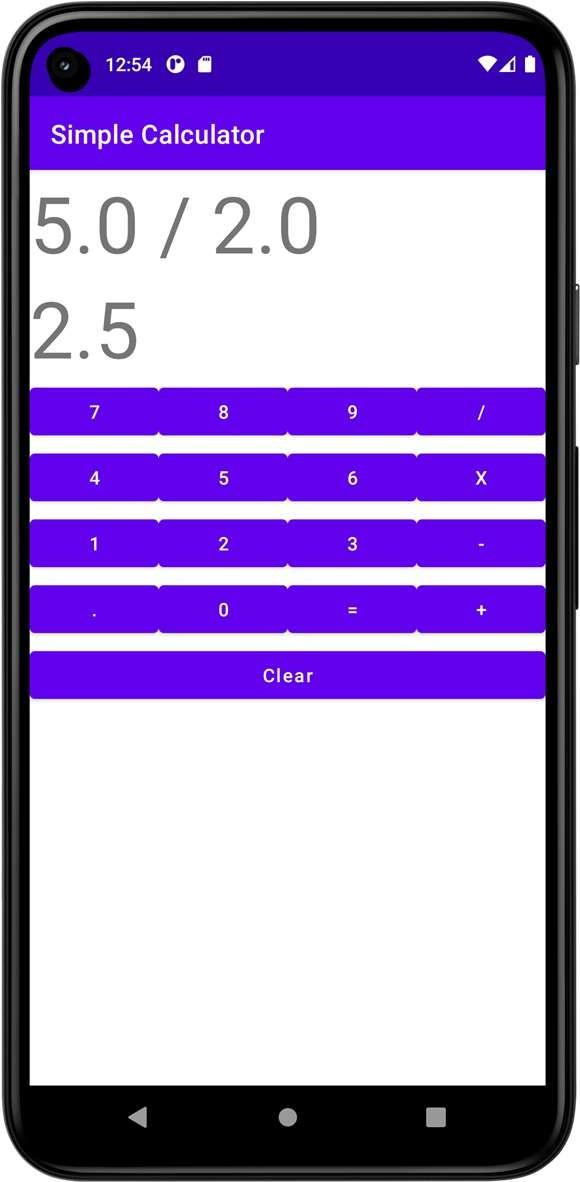 12:54
Simple Calculator
5.0 / 2.0
2.5
7 8 9 /
4 5 6 X
1 2 3 -
. 0 = +
Clear